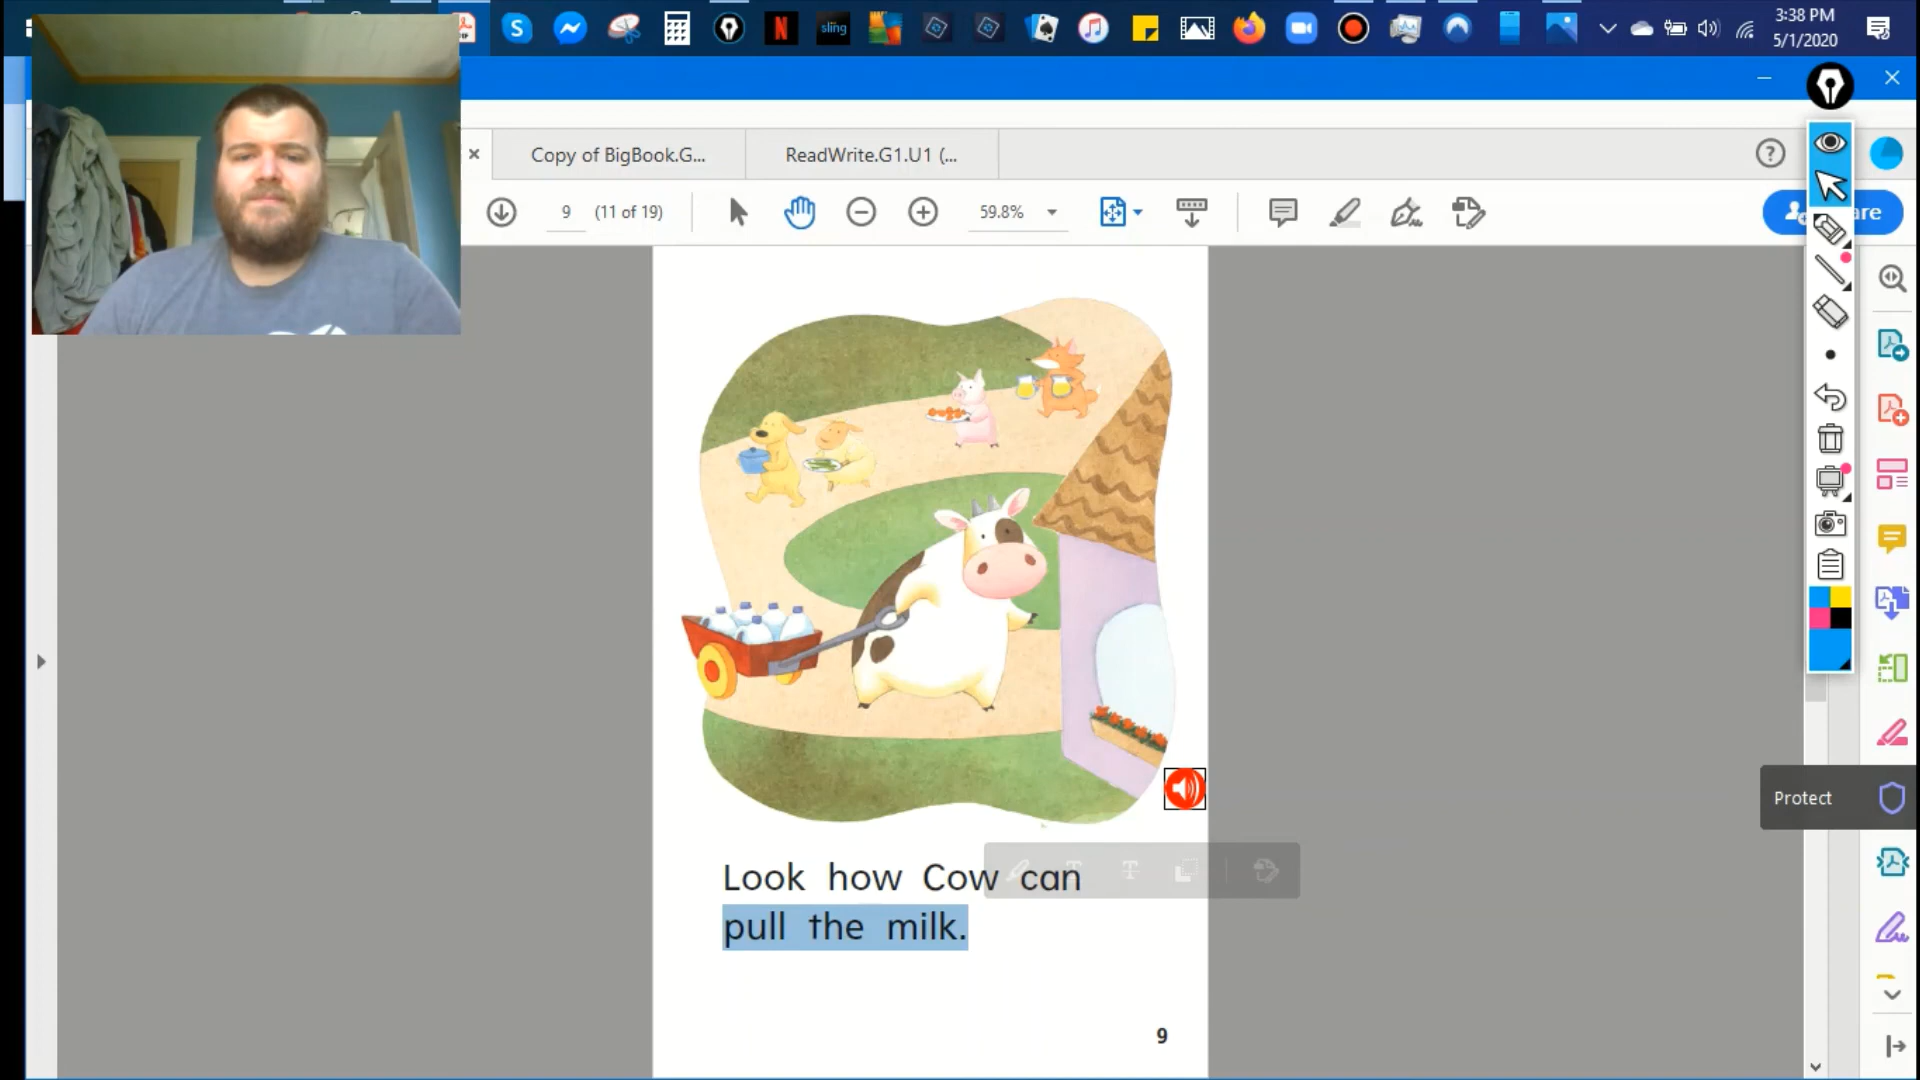 sling
3:38 PM
5/1/2020
Copy of BigBook.G...
ReadWrite.G1.U1 (...
9 (11 of 19)
59.8%
are
Protect
Look how Cow can
pull the milk.
9